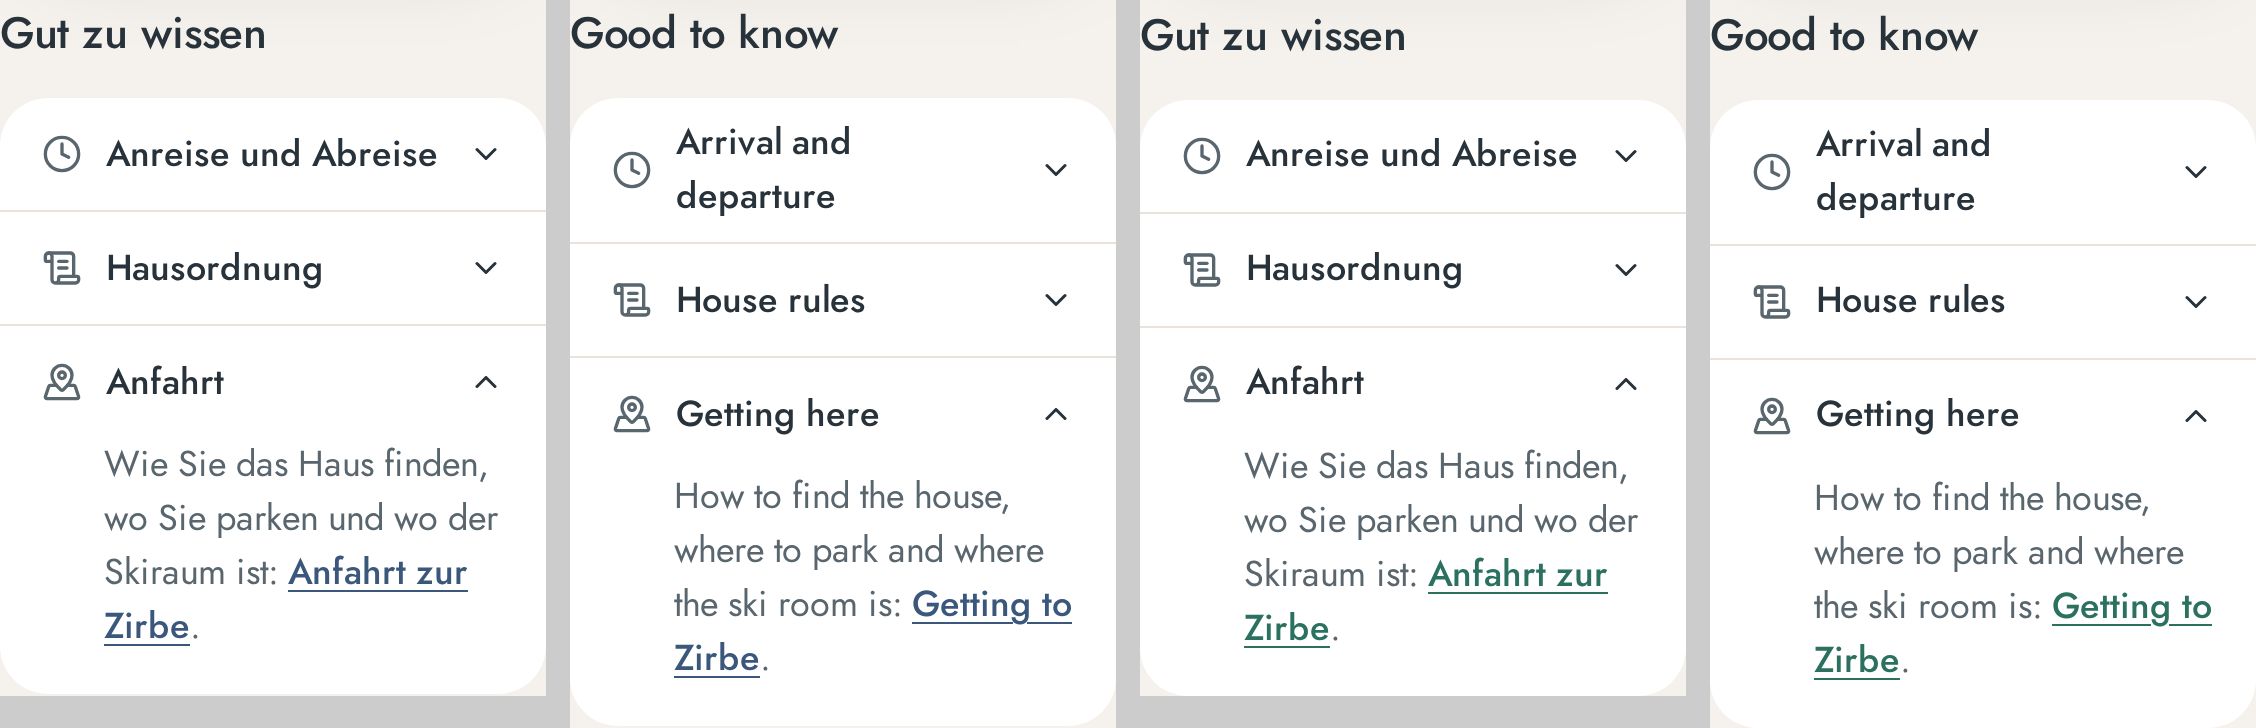 Gut zu wissen
Anreise und Abreise
Hausordnung
Anfahrt
Wie Sie das Haus finden,
wo Sie parken und wo der
Skiraum ist: Anfahrt zur
Zirbe.
Good to know
Arrival and
departure
House rules
Getting here
How to find the house,
where to park and where
the ski room is: Getting to
Zirbe.
Gut zu wissen
Anreise und Abreise
Hausordnung
Anfahrt
Wie Sie das Haus finden,
wo Sie parken und wo der
Skiraum ist: Anfahrt zur
Zirbe.
Good to know
Arrival and
departure
House rules
Getting here
How to find the house,
where to park and where
the ski room is: Getting to
Zirbe.